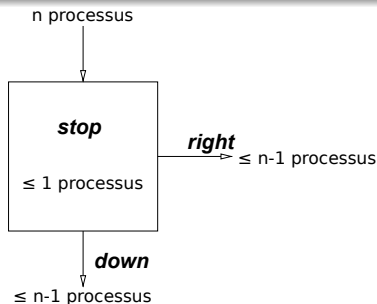 n processus
stop
right
≤ n-1 processus
≤ 1 processus
down
≤ n-1 processus